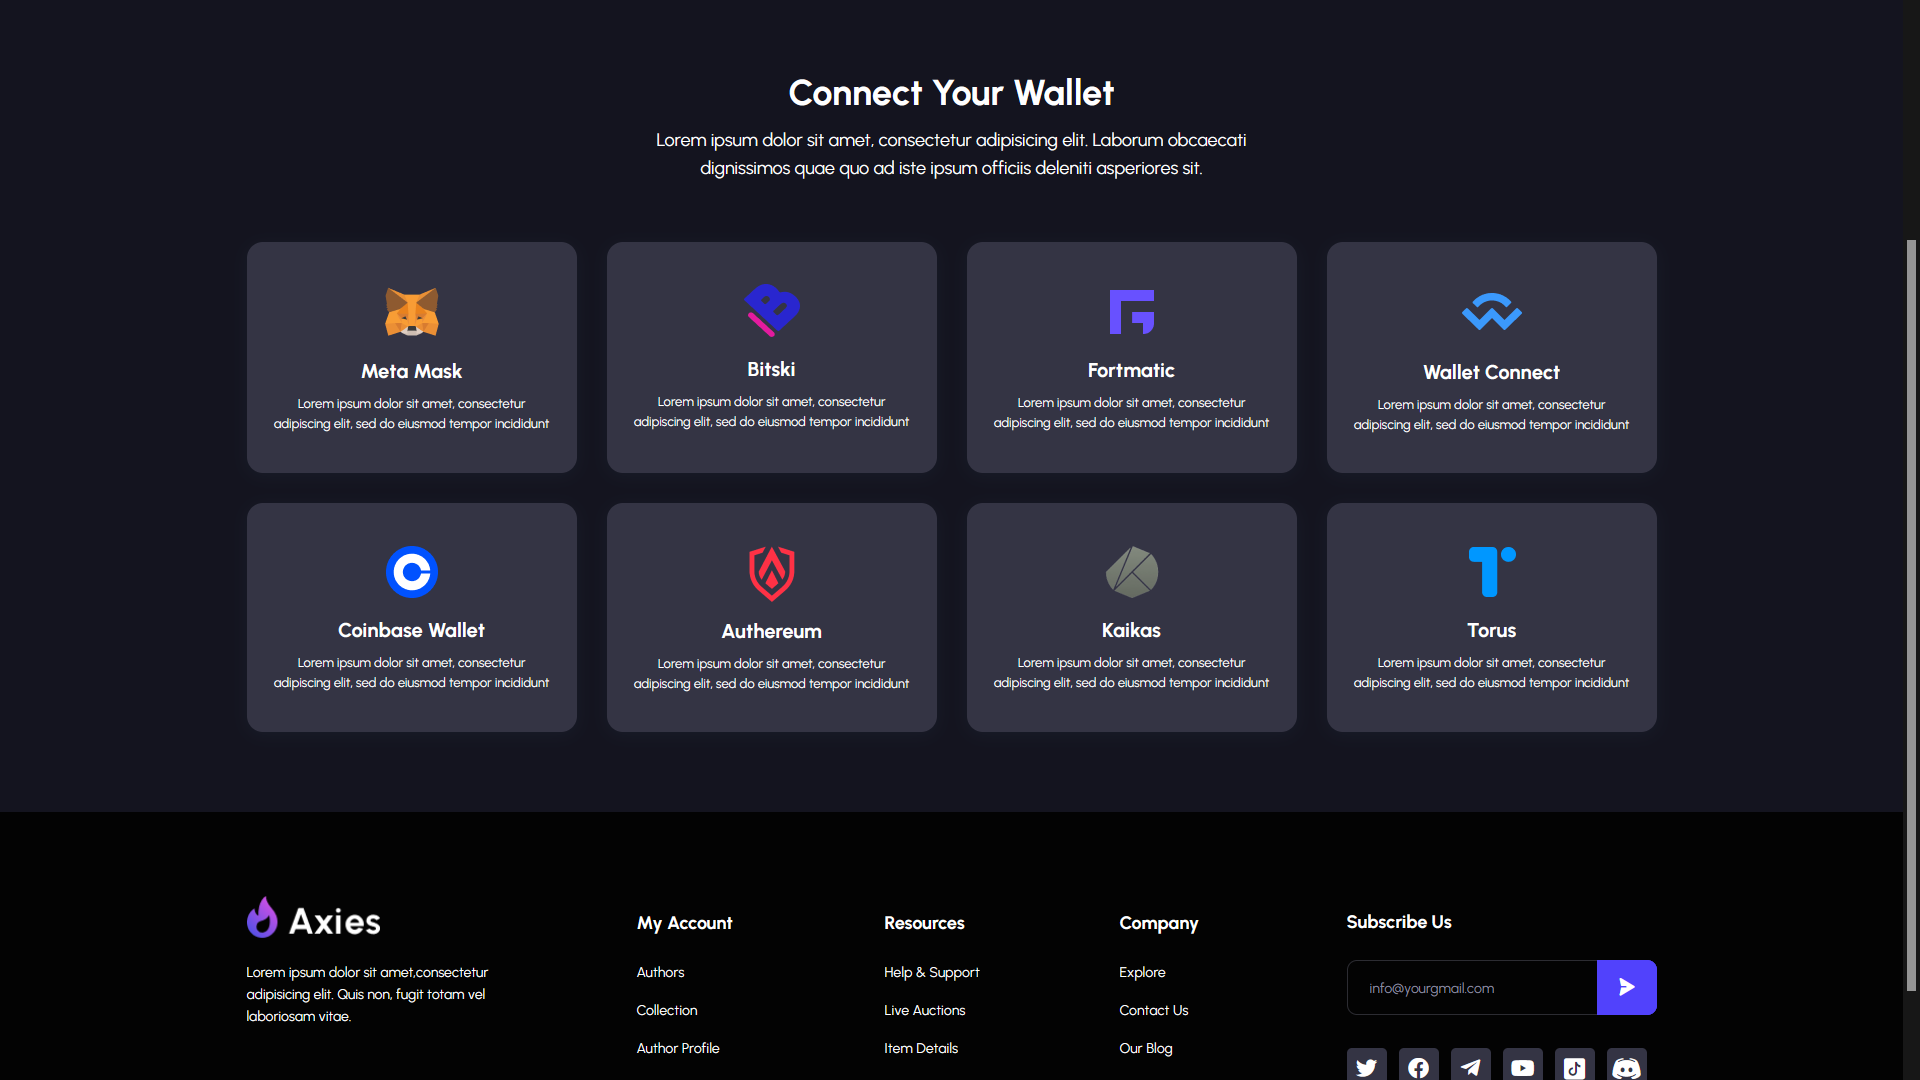 Connect Your Wallet
Lorem ipsum dolor sit amet, consectetur adipisicing elit. Laborum obcaecati
dignissimos quae quo ad iste ipsum officiis deleniti asperiores sit.
Meta Mask
Lorem ipsum dolor sit amet, consectetur
adipiscing elit, sed do eiusmod tempor incididunt
Bitski
Lorem ipsum dolor sit amet, consectetur
adipiscing elit, sed do eiusmod tempor incididunt
Fortmatic
Lorem ipsum dolor sit amet, consectetur
adipiscing elit, sed do eiusmod tempor incididunt
Wallet Connect
Lorem ipsum dolor sit amet, consectetur
adipiscing elit, sed do eiusmod tempor incididunt
Coinbase Wallet
Lorem ipsum dolor sit amet, consectetur
adipiscing elit, sed do eiusmod tempor incididunt
Authereum
Lorem ipsum dolor sit amet, consectetur
adipiscing elit, sed do eiusmod tempor incididunt
Kaikas
Lorem ipsum dolor sit amet, consectetur
adipiscing elit, sed do eiusmod tempor incididunt
Torus
Lorem ipsum dolor sit amet, consectetur
adipiscing elit, sed do eiusmod tempor incididunt
Axies
Lorem ipsum dolor sit amet,consectetur
adipisicing elit. Quis non, fugit totam vel
laboriosam vitae.
My Account
Authors
Collection
Author Profile
Resources
Help & Support
Live Auctions
Item Details
Company
Explore
Contact Us
Our Blog
Subscribe Us
info@yourgmail.com